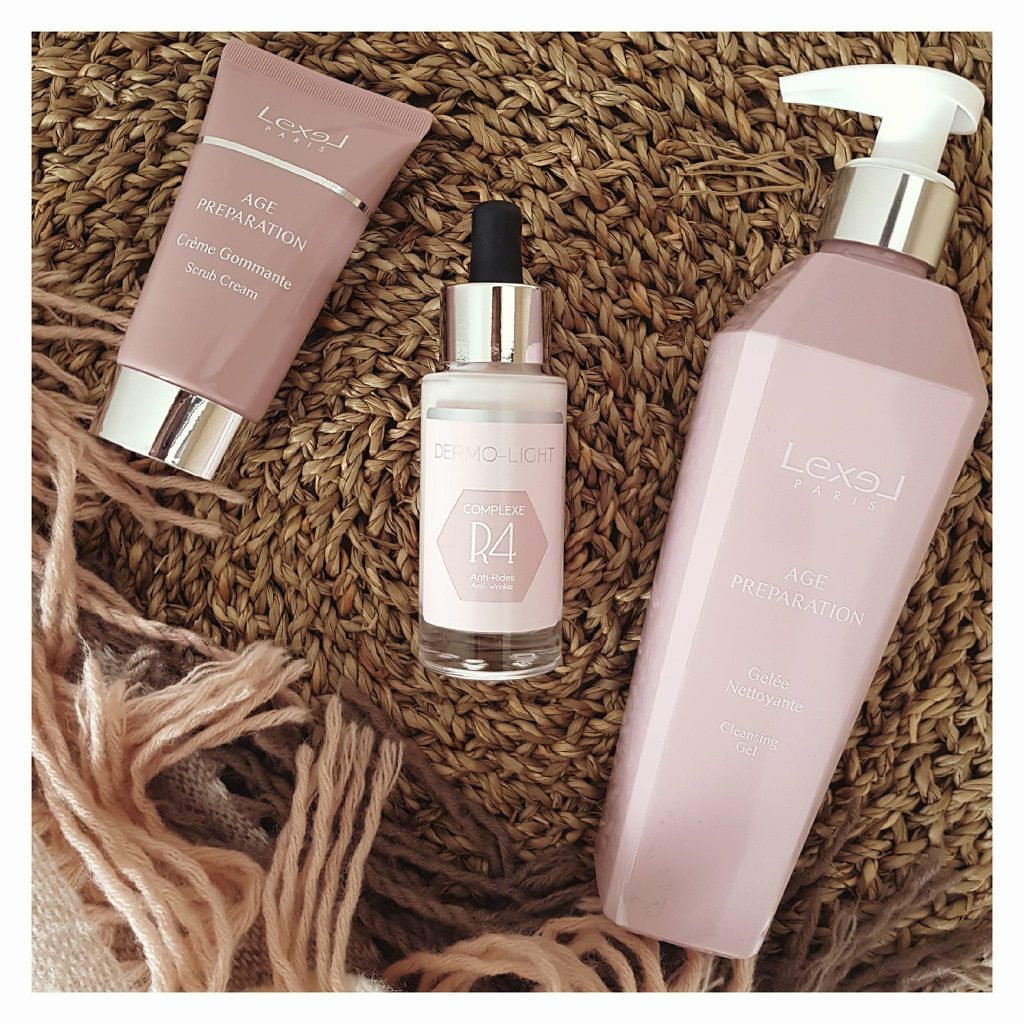 Lexel
PARIS
AGE
PREPARATION
Crème Gommante
Scrub Cream
DERMO-LIGHT
COMPLEXE
R4
Anti-Rides
Anti-Wrinkle
Lexel
PARIS
AGE
PREPARATION
Gelée
Nettoyante
Cleansing
Gel